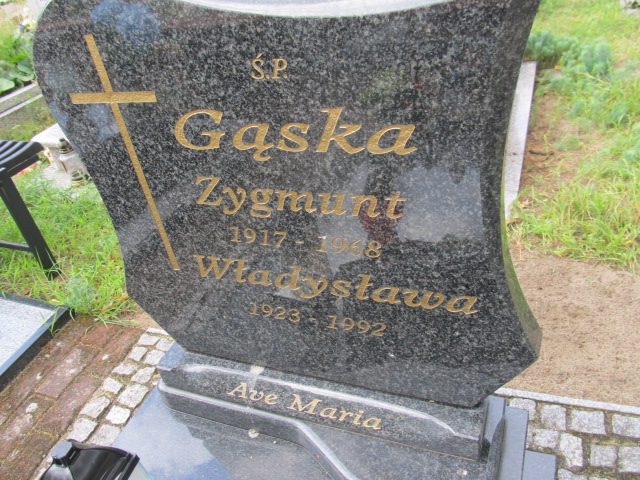 Ś.P.
Gąska
Zygmunt
1917 - 1968
Władysława
1923 - 1992
Ave Maria